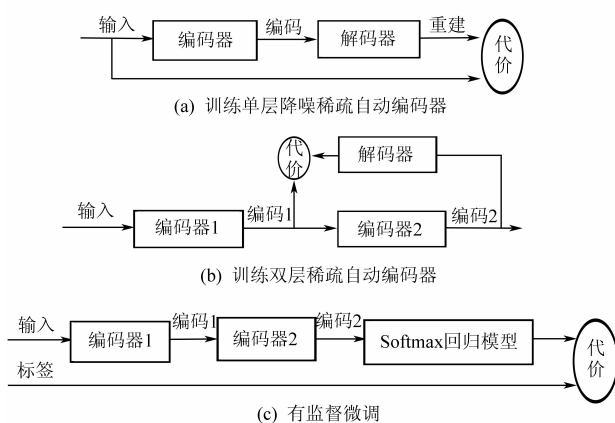 输入
编码器
编码
解码器
重建
代价
(a) 训练单层降噪稀疏自动编码器
代价
解码器
输入
编码器1
编码1
编码器2
编码2
(b) 训练双层稀疏自动编码器
输入
编码器1
编码1
编码器2
编码2
Softmax回归模型
代价
标签
(c) 有监督微调